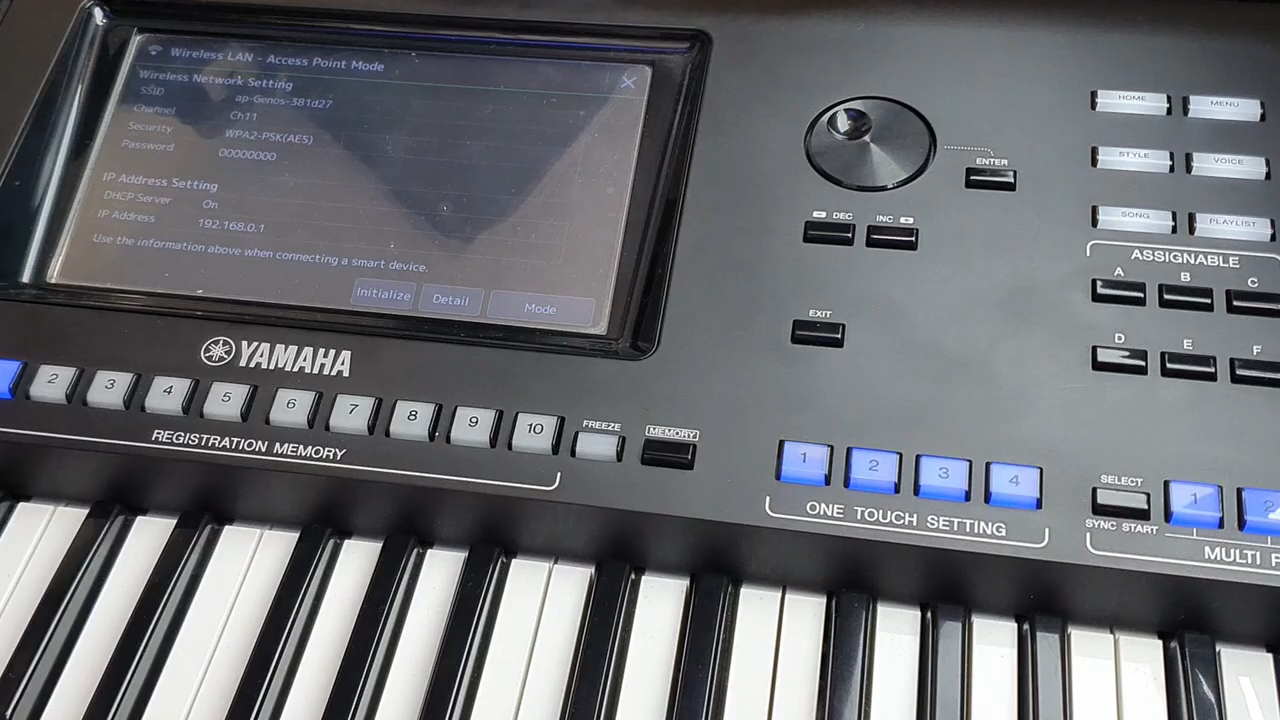 Wireless LAN – Access Point Mode
Wireless Network Setting
SSID ap-Genos-381d27
Channel Ch11
Security WPA2-PSK(AES)
Password 00000000
IP Address Setting
DHCP Server On
IP Address 192.168.0.1
Use the information above when connecting a smart device.
Initialize Detail Mode
YAMAHA
2 3 4 5 6 7 8 9 10
FREEZE MEMORY
REGISTRATION MEMORY
ENTER
DEC INC
EXIT
1 2 3 4
ONE TOUCH SETTING
HOME MENU
STYLE VOICE
SONG PLAYLIST
ASSIGNABLE
A B C
D E F
SELECT 1 2
SYNC START
MULTI